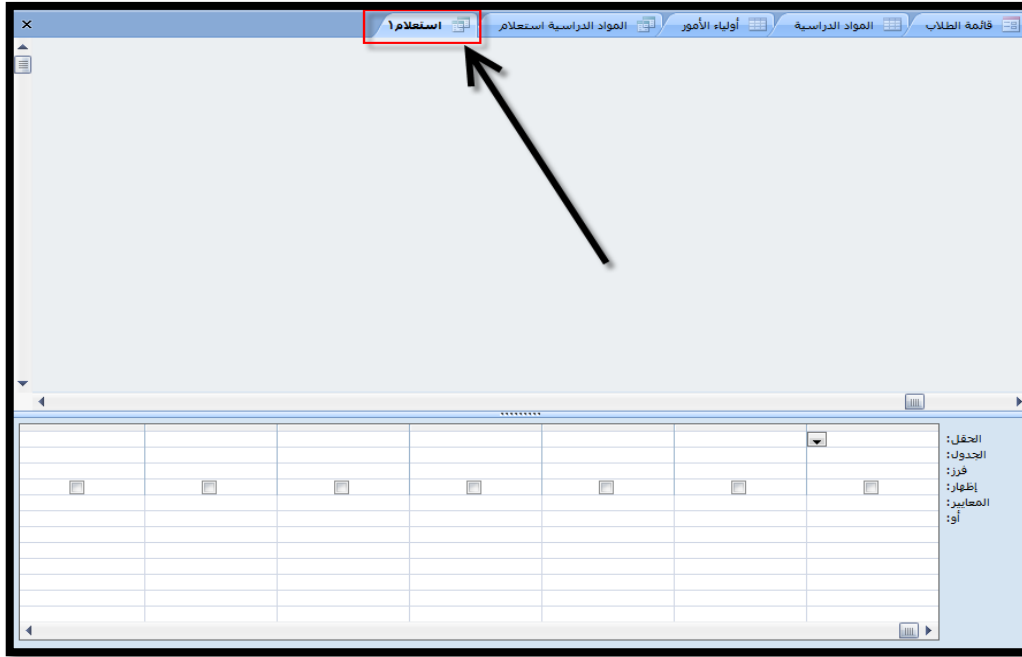 قائمة الطلاب المواد الدراسية أولياء الأمور المواد الدراسية استعلام استعلام١
الحقل:
الجدول:
فرز:
إظهار:
المعايير:
أو: